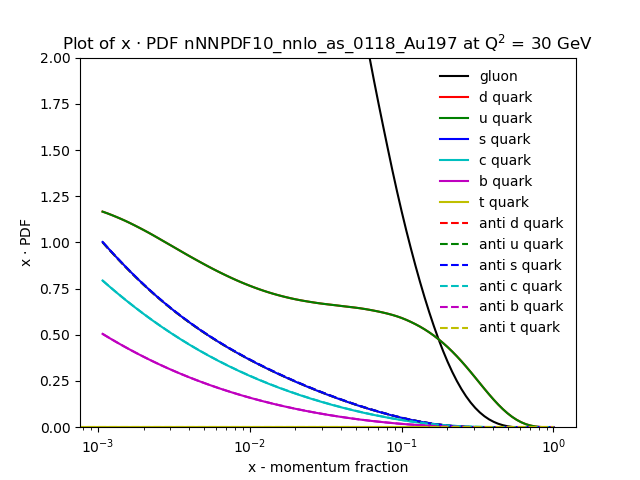 Plot of x · PDF nNNPDF10_nnlo_as_0118_Au197 at Q² = 30 GeV
2.00
1.75
1.50
1.25
1.00
0.75
0.50
0.25
0.00
x · PDF
gluon
d quark
u quark
s quark
c quark
b quark
t quark
anti d quark
anti u quark
anti s quark
anti c quark
anti b quark
anti t quark
10⁻³ 10⁻² 10⁻¹ 10⁰
x - momentum fraction